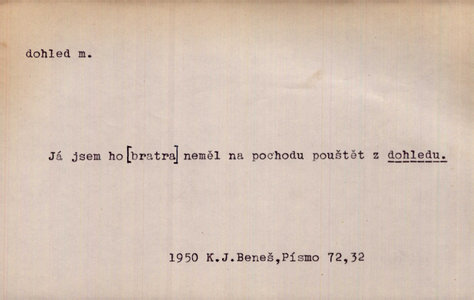 dohled m.
Já jsem ho [bratra] neměl na pochodu pouštět z dohledu.
1950 K.J.Beneš,Písmo 72,32